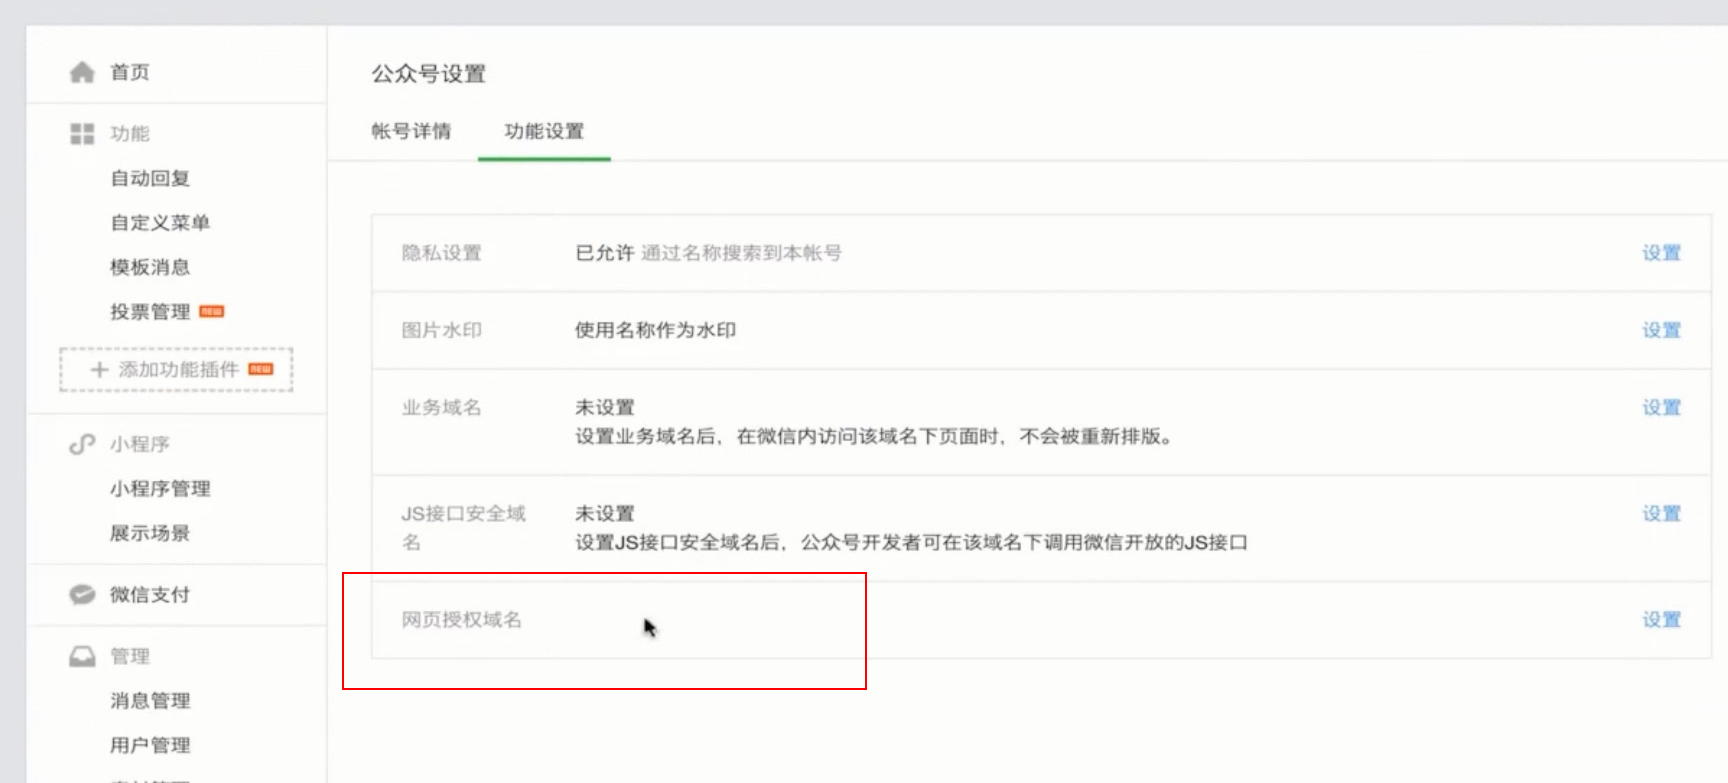 首页
功能
自动回复
自定义菜单
模板消息
投票管理 NEW
添加功能插件 NEW
小程序
小程序管理
展示场景
微信支付
管理
消息管理
用户管理
公众号设置
帐号详情 功能设置
隐私设置 已允许 通过名称搜索到本帐号 设置
图片水印 使用名称作为水印 设置
业务域名 未设置 设置
设置业务域名后，在微信内访问该域名下页面时，不会被重新排版。
JS接口安全域 未设置 设置
名 设置JS接口安全域名后，公众号开发者可在该域名下调用微信开放的JS接口
网页授权域名 设置